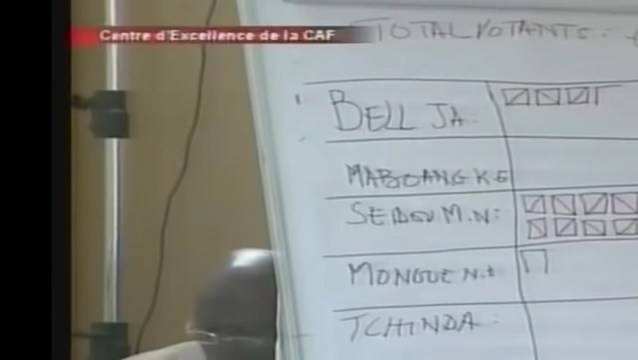 Centre d'Excellence de la CAF
TOTAL VOTANTS:
BELL JA.
MABOANG K.E
SEIDOU M.N:
MONGUE N.:
TCHINDA: